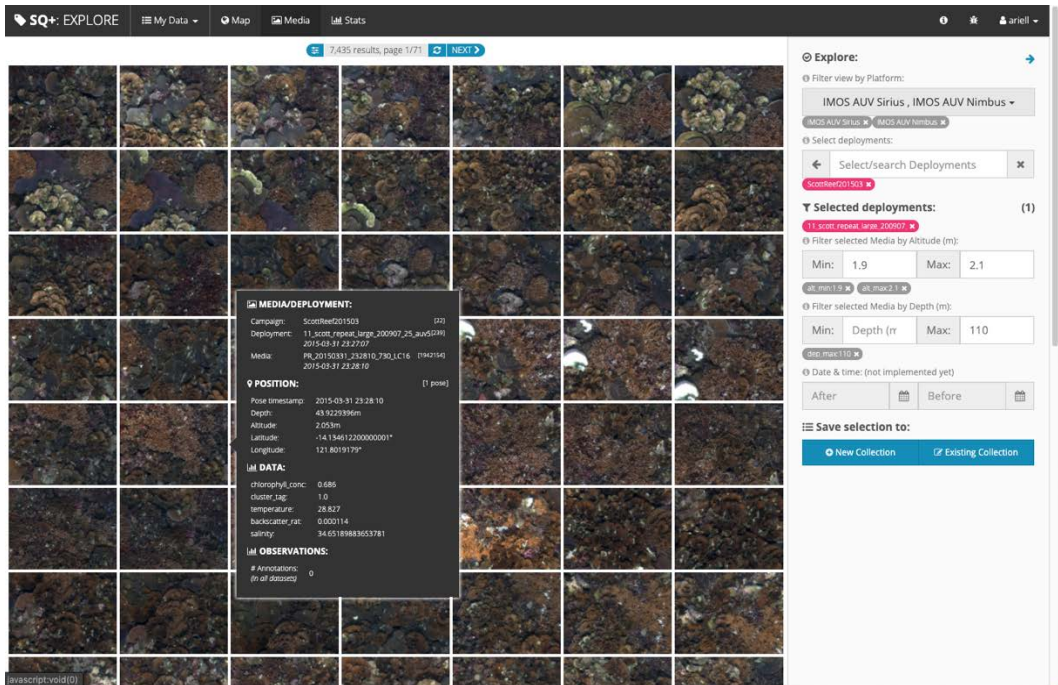 SQ+: EXPLORE My Data Map Media Stats ariell
7,435 results, page 1/71 NEXT
Explore:
Filter view by Platform:
IMOS AUV Sirius , IMOS AUV Nimbus
IMOS AUV Sirius x IMOS AUV Nimbus x
Select deployments:
Select/search Deployments
ScottReef201503 x
Selected deployments: (1)
11_scott_repeat_large_200907_ x
Filter selected Media by Altitude (m):
Min: 1.9 Max: 2.1
alt_min:1.9 x alt_max:2.1 x
Filter selected Media by Depth (m):
Min: Depth (m Max: 110
dep_max:110 x
Date & time: (not implemented yet)
After Before
Save selection to:
New Collection Existing Collection
MEDIA/DEPLOYMENT:
Campaign: ScottReef201503 [22]
Deployment: 11_scott_repeat_large_200907_25_auv5[239]
2015-03-31 23:27:07
Media: PR_20150331_232810_730_LC16 [1942154]
2015-03-31 23:28:10
POSITION: [1 pose]
Pose timestamp: 2015-03-31 23:28:10
Depth: 43.9229396m
Altitude: 2.053m
Latitude: -14.134612200000001°
Longitude: 121.8019179°
DATA:
chlorophyll_conc: 0.686
cluster_tag: 1.0
temperature: 28.827
backscatter_rat: 0.000114
salinity: 34.65189883653781
OBSERVATIONS:
# Annotations: 0
(in all datasets)
javascript:void(0)